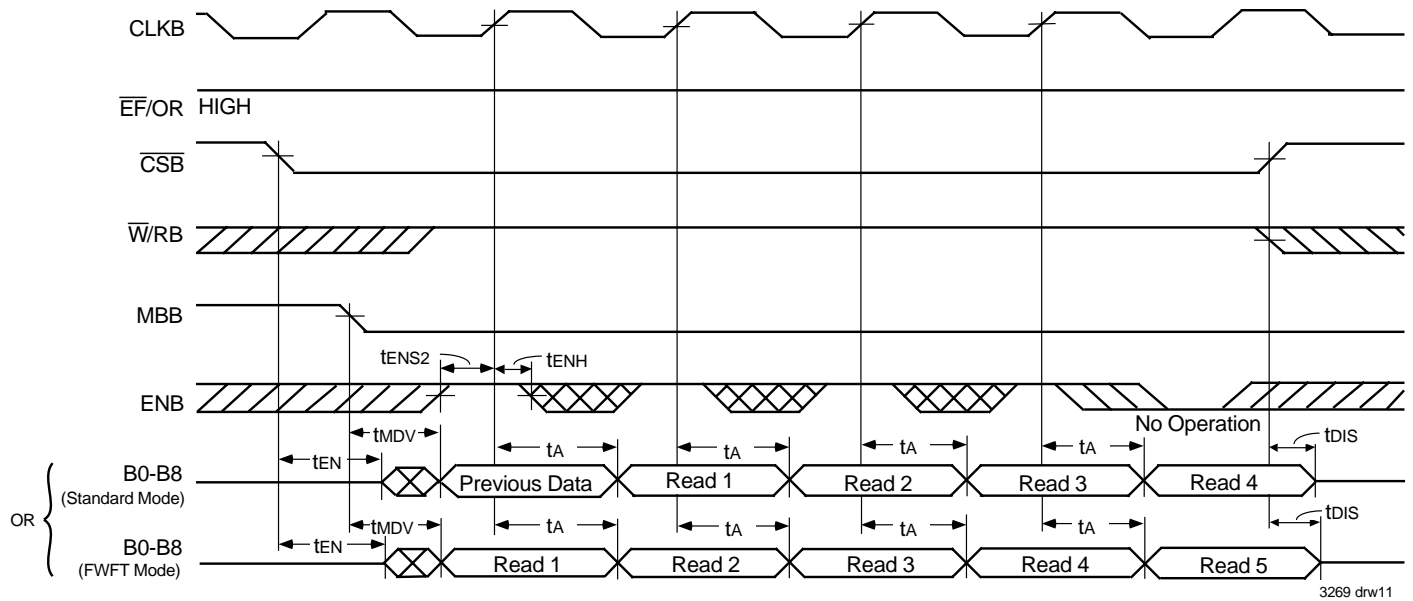 CLKB
EF/OR HIGH
CSB
W/RB
MBB
tENS2 tENH
ENB
No Operation
tMDV tA tA tA tA tDIS
tEN
B0-B8
(Standard Mode)
Previous Data Read 1 Read 2 Read 3 Read 4
OR
tMDV tA tA tA tA tDIS
tEN
B0-B8
(FWFT Mode)
Read 1 Read 2 Read 3 Read 4 Read 5
3269 drw11